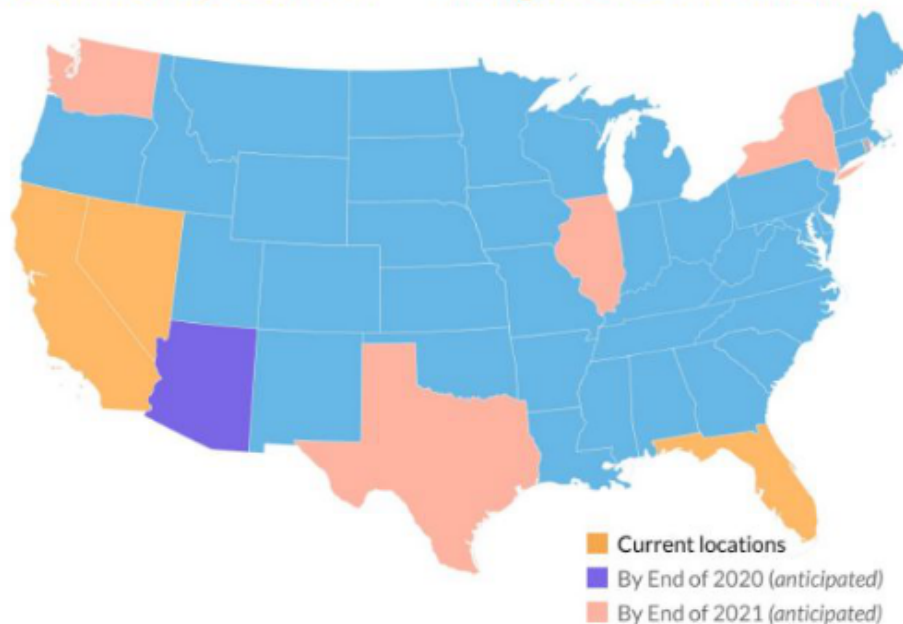 Current locations
By End of 2020 (anticipated)
By End of 2021 (anticipated)